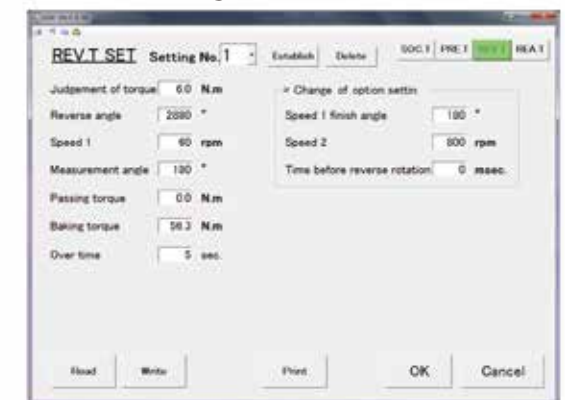 REV.T SET Setting No. 1 Establish Delete SOC.T PRE.T REV.T REA.T
Judgement of torque 6.0 N.m
Reverse angle 2880 °
Speed 1 60 rpm
Measurement angle 180 °
Passing torque 0.0 N.m
Baking torque 56.3 N.m
Over time 5 sec.
Change of option settin
Speed 1 finish angle 180 °
Speed 2 800 rpm
Time before reverse rotation 0 msec.
Read Write Print OK Cancel